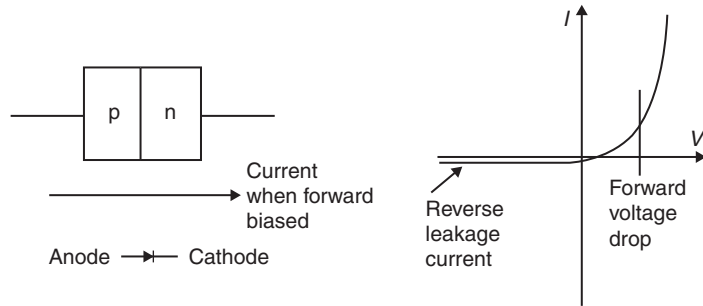 p n
Current
when forward
biased
Anode Cathode
I
V
Reverse
leakage
current
Forward
voltage
drop